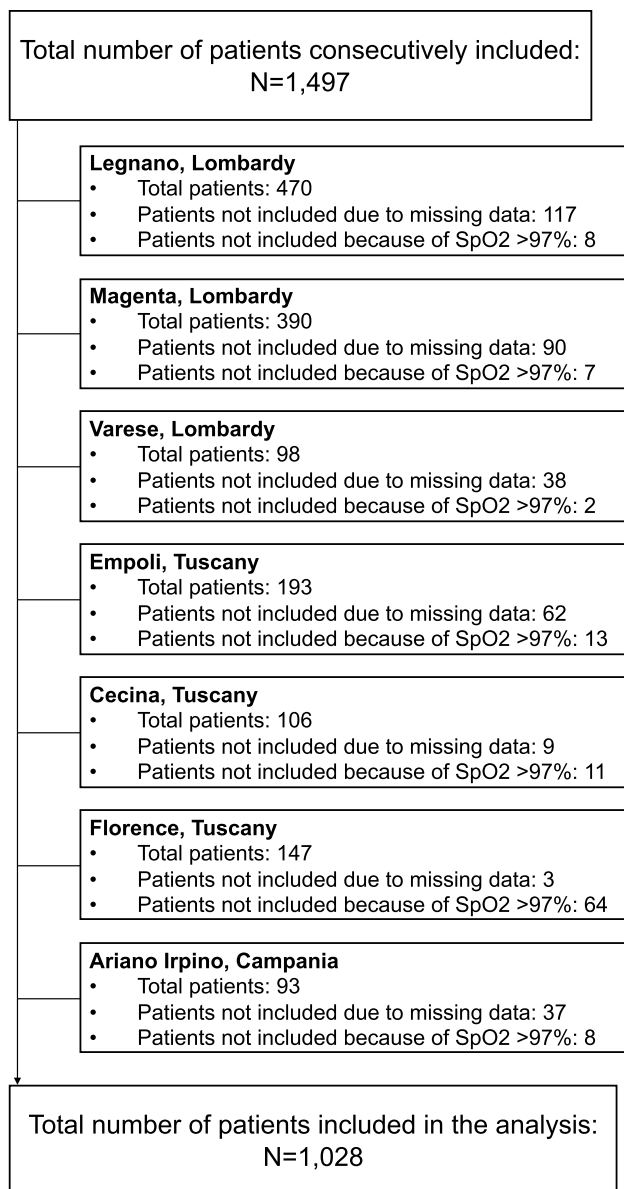 Total number of patients consecutively included:
N=1,497
Legnano, Lombardy
• Total patients: 470
• Patients not included due to missing data: 117
• Patients not included because of SpO2 >97%: 8
Magenta, Lombardy
• Total patients: 390
• Patients not included due to missing data: 90
• Patients not included because of SpO2 >97%: 7
Varese, Lombardy
• Total patients: 98
• Patients not included due to missing data: 38
• Patients not included because of SpO2 >97%: 2
Empoli, Tuscany
• Total patients: 193
• Patients not included due to missing data: 62
• Patients not included because of SpO2 >97%: 13
Cecina, Tuscany
• Total patients: 106
• Patients not included due to missing data: 9
• Patients not included because of SpO2 >97%: 11
Florence, Tuscany
• Total patients: 147
• Patients not included due to missing data: 3
• Patients not included because of SpO2 >97%: 64
Ariano Irpino, Campania
• Total patients: 93
• Patients not included due to missing data: 37
• Patients not included because of SpO2 >97%: 8
Total number of patients included in the analysis:
N=1,028